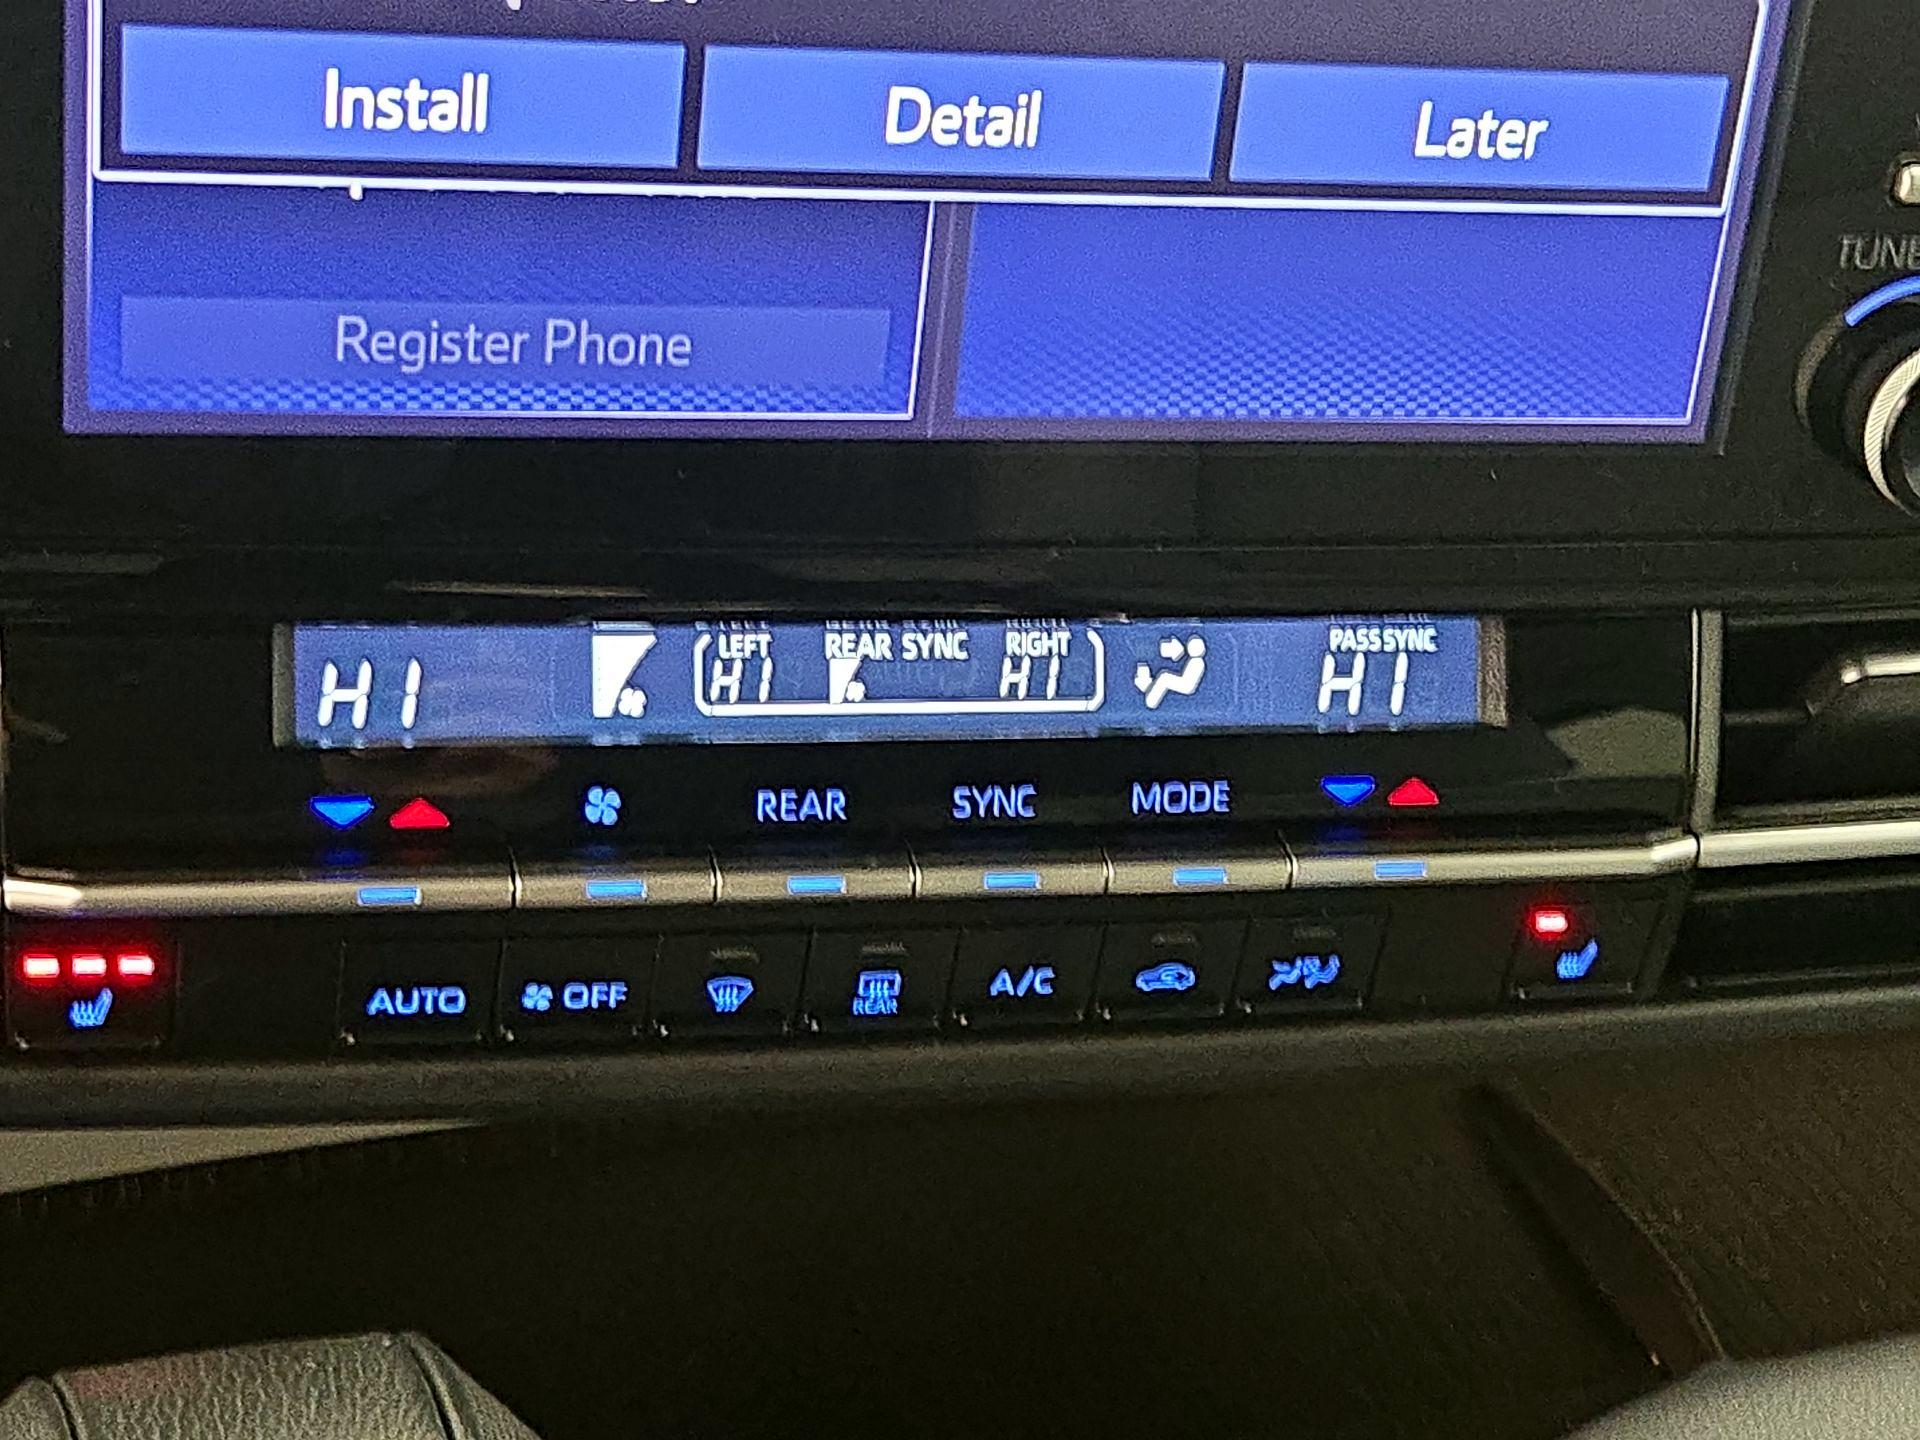 Install Detail Later
TUNE
Register Phone
LEFT REAR SYNC RIGHT PASS SYNC
HI HI HI HI
REAR SYNC MODE
AUTO OFF REAR A/C